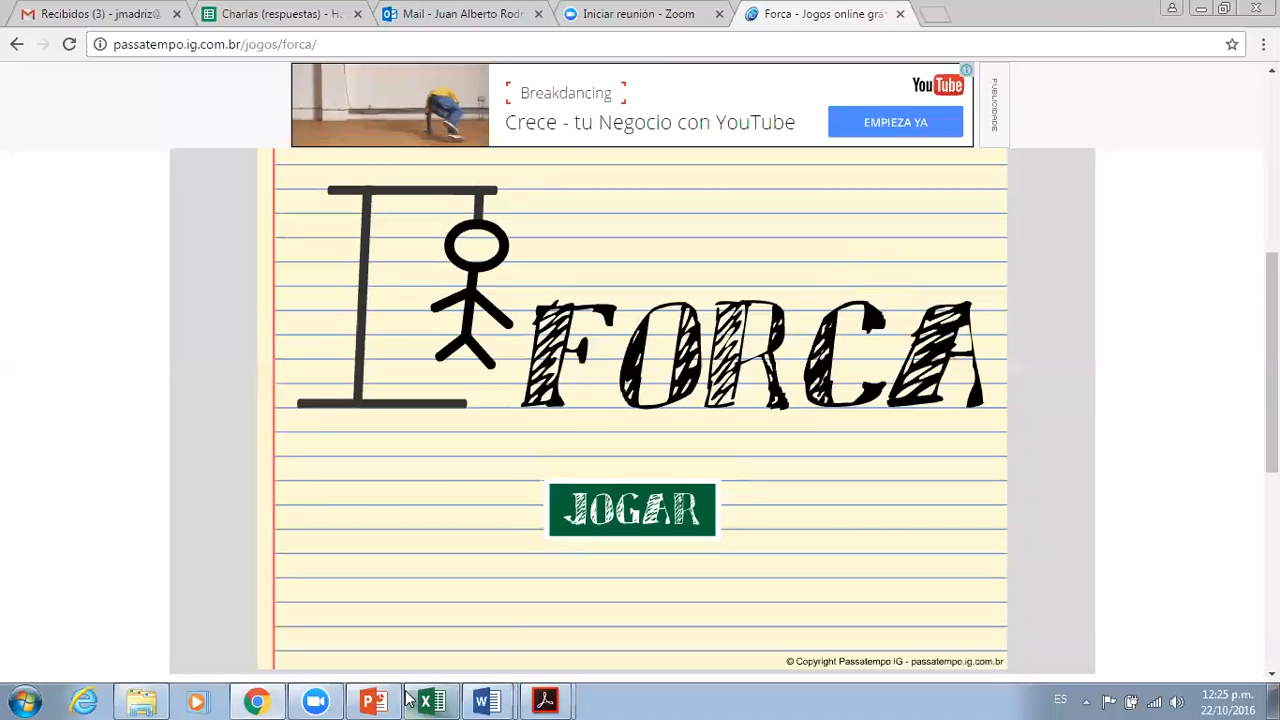 Recibidos (3) - jmadriz@
Charlas (respuestas) - H
Mail - Juan Alberto Rodr
Iniciar reunión - Zoom
Forca - Jogos online grá
passatempo.ig.com.br/jogos/forca/
Breakdancing
Crece - tu Negocio con YouTube
YouTube
EMPIEZA YA
PUBLICIDADE
FORCA
JOGAR
© Copyright Passatempo IG - passatempo.ig.com.br
ES
12:25 p.m.
22/10/2016